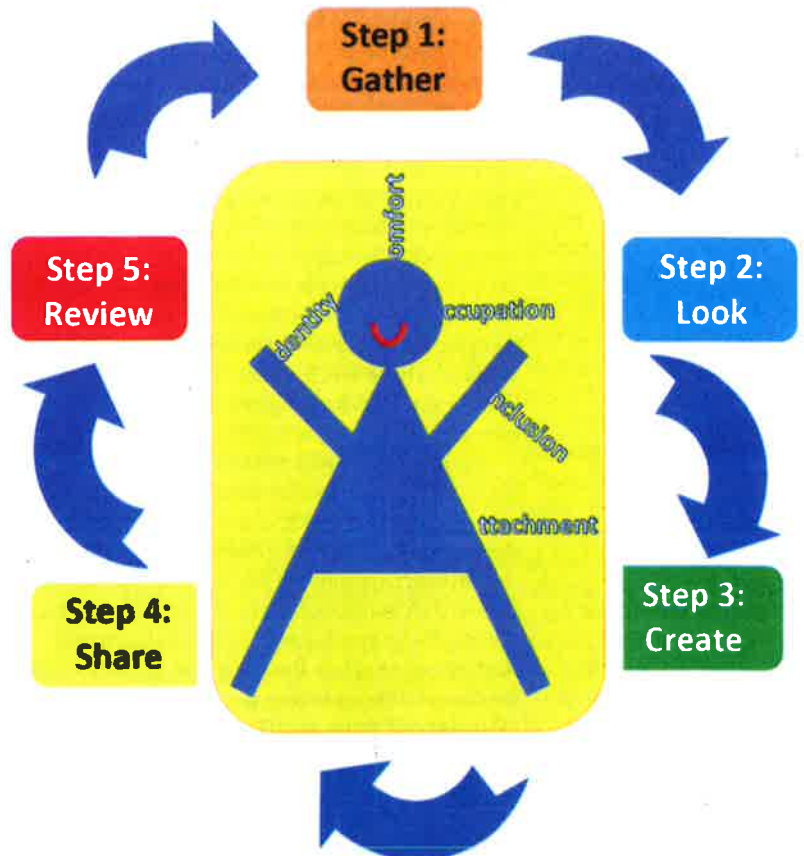 Step 1:
Gather
Step 2:
Look
Step 3:
Create
Step 4:
Share
Step 5:
Review
omfort
dentity
ccupation
nclusion
ttachment